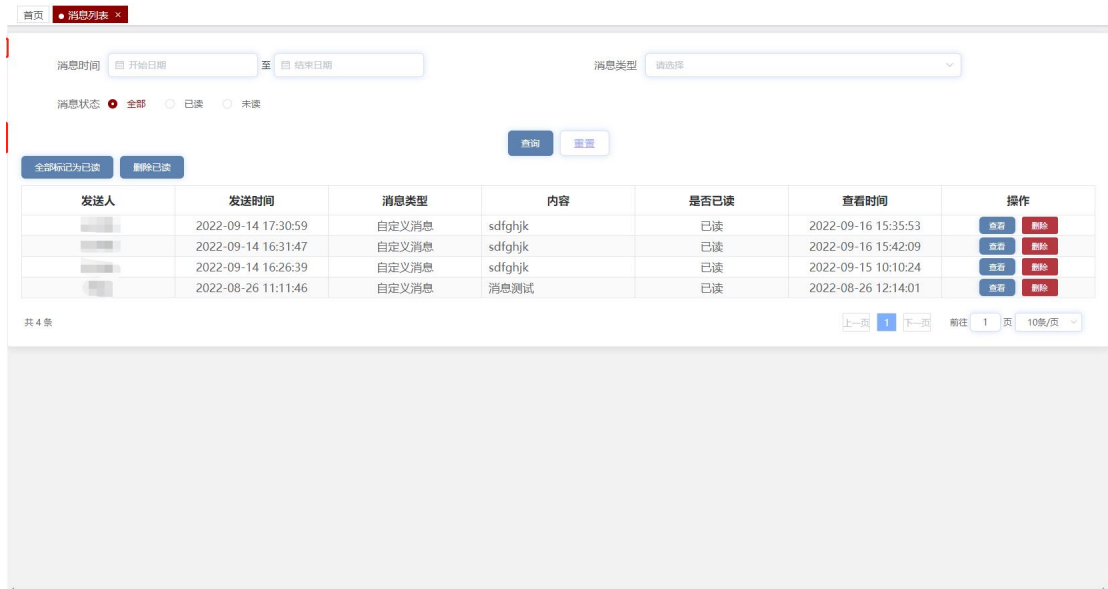 首页 消息列表 ×
消息时间 开始日期 至 结束日期 消息类型 请选择
消息状态 全部 已读 未读
查询 重置
全部标记为已读 删除已读
发送人 发送时间 消息类型 内容 是否已读 查看时间 操作
2022-09-14 17:30:59 自定义消息 sdfghjk 已读 2022-09-16 15:35:53 查看 删除
2022-09-14 16:31:47 自定义消息 sdfghjk 已读 2022-09-16 15:42:09 查看 删除
2022-09-14 16:26:39 自定义消息 sdfghjk 已读 2022-09-15 10:10:24 查看 删除
2022-08-26 11:11:46 自定义消息 消息测试 已读 2022-08-26 12:14:01 查看 删除
共 4 条 上一页 1 下一页 前往 1 页 10条/页